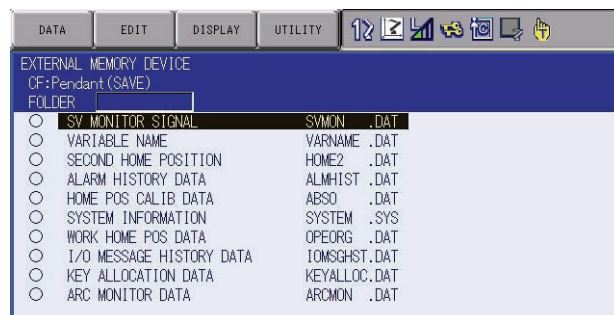 DATA EDIT DISPLAY UTILITY
EXTERNAL MEMORY DEVICE
CF:Pendant(SAVE)
FOLDER
SV MONITOR SIGNAL SVMON .DAT
VARIABLE NAME VARNAME .DAT
SECOND HOME POSITION HOME2 .DAT
ALARM HISTORY DATA ALMHIST .DAT
HOME POS CALIB DATA ABSO .DAT
SYSTEM INFORMATION SYSTEM .SYS
WORK HOME POS DATA OPEORG .DAT
I/O MESSAGE HISTORY DATA IOMSGHST.DAT
KEY ALLOCATION DATA KEYALLOC.DAT
ARC MONITOR DATA ARCMON .DAT